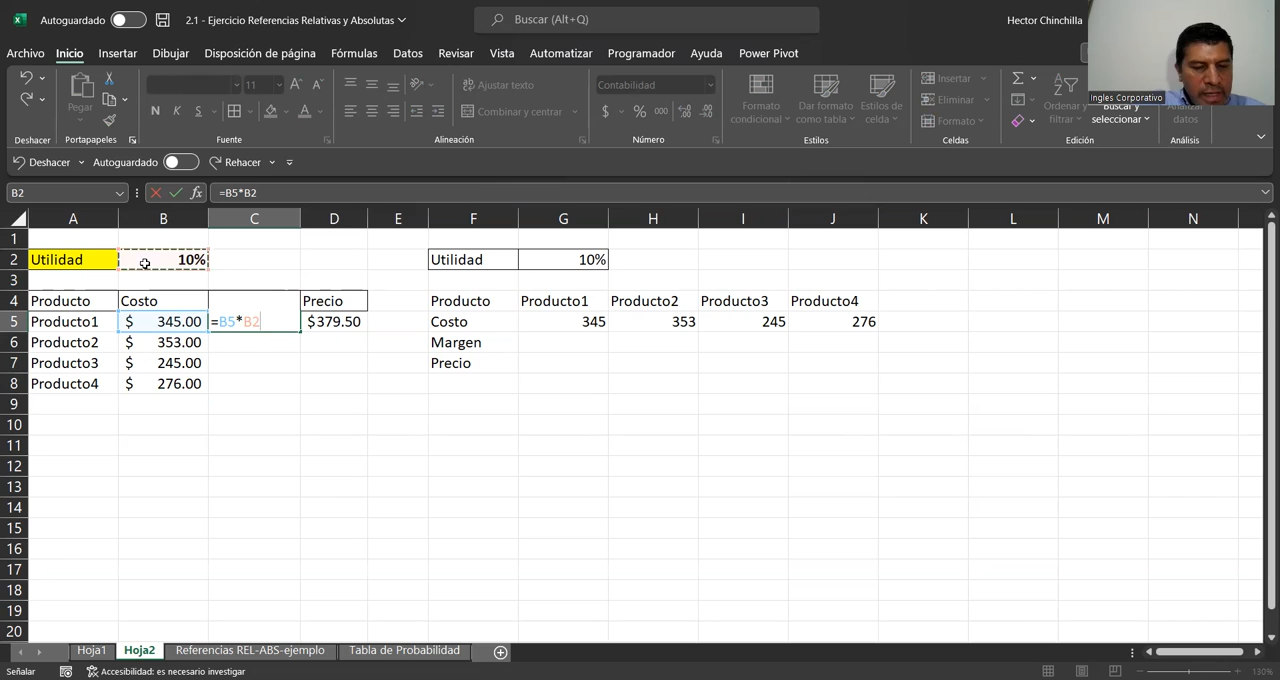 Autoguardado
2.1 - Ejercicio Referencias Relativas y Absolutas
Buscar (Alt+Q)
Hector Chinchilla
Archivo Inicio Insertar Dibujar Disposición de página Fórmulas Datos Revisar Vista Automatizar Programador Ayuda Power Pivot
Pegar
11
N K S
Ajustar texto
Combinar y centrar
Contabilidad
$ % 000
Formato condicional
Dar formato como tabla
Estilos de celda
Insertar
Eliminar
Formato
Ordenar y filtrar
Buscar y seleccionar
Analizar datos
Ingles Corporativo
Deshacer Portapapeles Fuente Alineación Número Estilos Celdas Edición Análisis
Deshacer Autoguardado Rehacer
B2 fx =B5*B2
A B C D E F G H I J K L M N
1
2 Utilidad 10% Utilidad 10%
3
4 Producto Costo Precio Producto Producto1 Producto2 Producto3 Producto4
5 Producto1 $ 345.00 =B5*B2 $379.50 Costo 345 353 245 276
6 Producto2 $ 353.00 Margen
7 Producto3 $ 245.00 Precio
8 Producto4 $ 276.00
9
10
11
12
13
14
15
16
17
18
19
20
Hoja1 Hoja2 Referencias REL-ABS-ejemplo Tabla de Probabilidad
Señalar Accesibilidad: es necesario investigar 130%